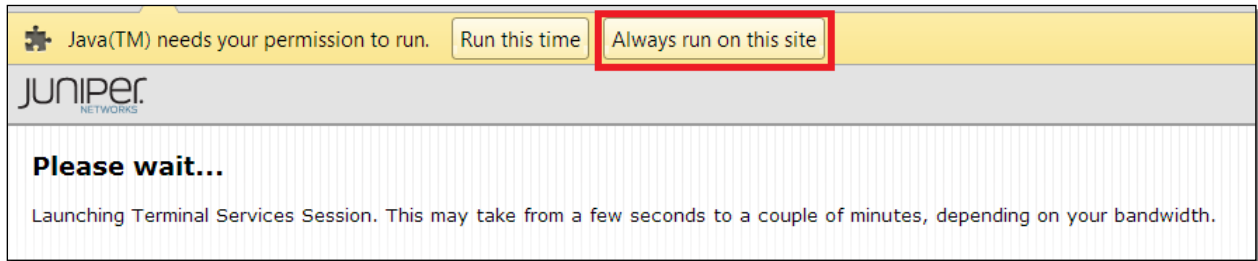 Java(TM) needs your permission to run. Run this time Always run on this site
JUNIPER
NETWORKS
Please wait...
Launching Terminal Services Session. This may take from a few seconds to a couple of minutes, depending on your bandwidth.